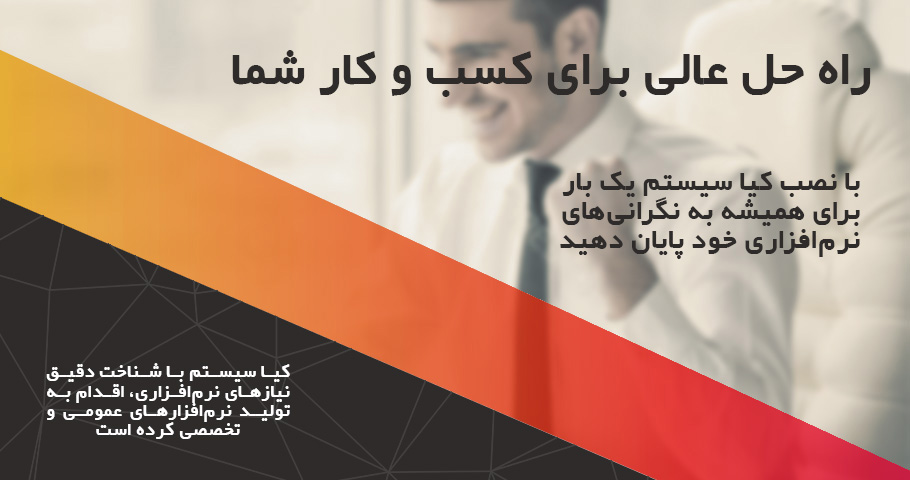 راه حل عالی برای کسب و کار شما
با نصب کیا سیستم یک بار
برای همیشه به نگرانی‌های
نرم‌افزاری خود پایان دهید
کیا سیستم با شناخت دقیق
نیازهای نرم‌افزاری، اقدام به
تولید نرم‌افزارهای عمومی و
تخصصی کرده است